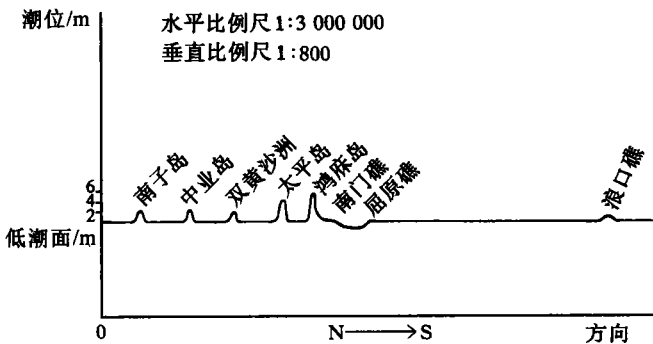 潮位/m
水平比例尺 1:3 000 000
垂直比例尺 1:800
南子岛
中业岛
双黄沙洲
太平岛
鸿庥岛
南门礁
屈原礁
浪口礁
6
4
2
低潮面/m
0
N
S
方向